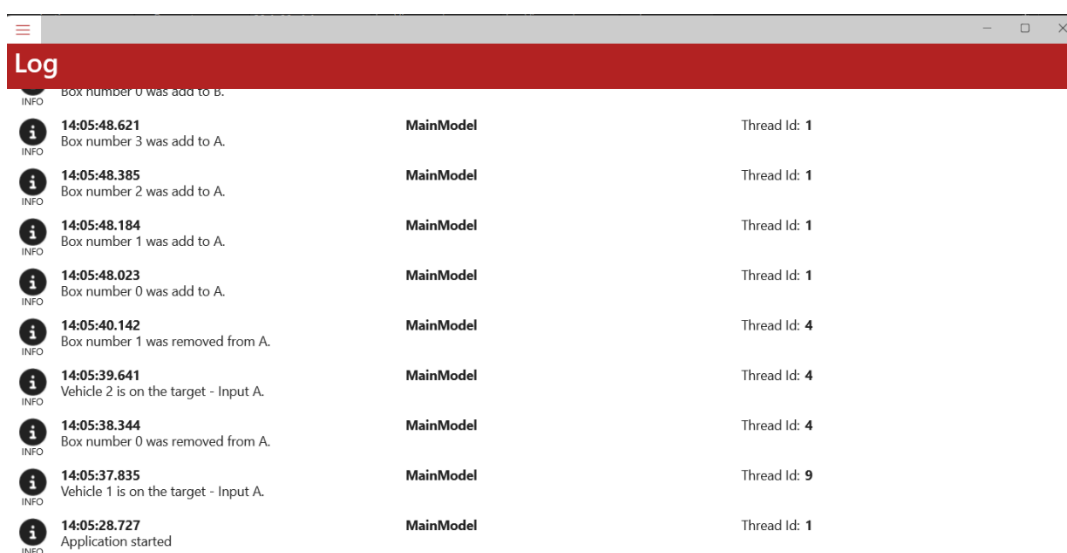 Log
INFO
Box number 0 was add to B.
14:05:48.621 MainModel Thread Id: 1
Box number 3 was add to A.
INFO
14:05:48.385 MainModel Thread Id: 1
Box number 2 was add to A.
INFO
14:05:48.184 MainModel Thread Id: 1
Box number 1 was add to A.
INFO
14:05:48.023 MainModel Thread Id: 1
Box number 0 was add to A.
INFO
14:05:40.142 MainModel Thread Id: 4
Box number 1 was removed from A.
INFO
14:05:39.641 MainModel Thread Id: 4
Vehicle 2 is on the target - Input A.
INFO
14:05:38.344 MainModel Thread Id: 4
Box number 0 was removed from A.
INFO
14:05:37.835 MainModel Thread Id: 9
Vehicle 1 is on the target - Input A.
INFO
14:05:28.727 MainModel Thread Id: 1
Application started
INFO